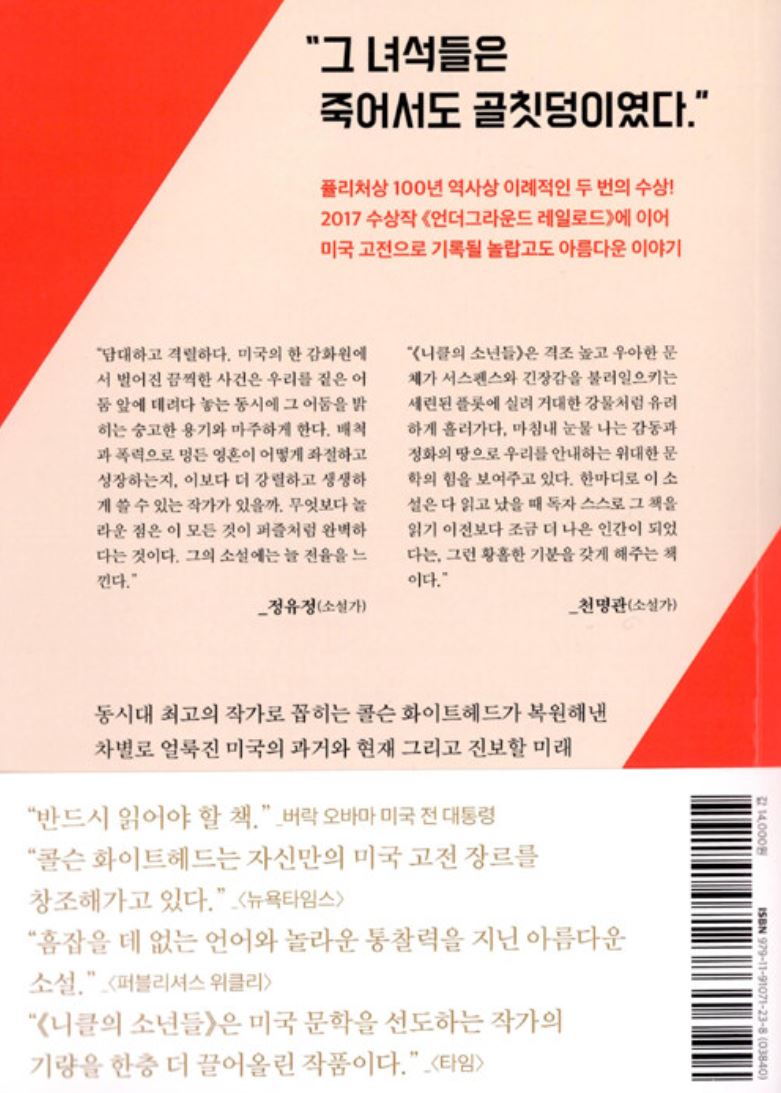 “그 녀석들은
죽어서도 골칫덩이였다.”
퓰리처상 100년 역사상 이례적인 두 번의 수상!
2017 수상작 《언더그라운드 레일로드》에 이어
미국 고전으로 기록될 놀랍고도 아름다운 이야기
“담대하고 격렬하다. 미국의 한 감화원에
서 벌어진 끔찍한 사건은 우리를 짙은 어
둠 앞에 데려다 놓는 동시에 그 어둠을 밝
히는 숭고한 용기와 마주하게 한다. 배척
과 폭력으로 멍든 영혼이 어떻게 좌절하고
성장하는지, 이보다 더 강렬하고 생생하
게 쓸 수 있는 작가가 있을까. 무엇보다 놀
라운 점은 이 모든 것이 퍼즐처럼 완벽하
다는 것이다. 그의 소설에는 늘 전율을 느
낀다.”
_정유정(소설가)
“《니클의 소년들》은 격조 높고 우아한 문
체가 서스펜스와 긴장감을 불러일으키는
세련된 플롯에 실려 거대한 강물처럼 유려
하게 흘러가다, 마침내 눈물 나는 감동과
정화의 땅으로 우리를 안내하는 위대한 문
학의 힘을 보여주고 있다. 한마디로 이 소
설은 다 읽고 났을 때 독자 스스로 그 책을
읽기 이전보다 조금 더 나은 인간이 되었
다는, 그런 황홀한 기분을 갖게 해주는 책
이다.”
_천명관(소설가)
동시대 최고의 작가로 꼽히는 콜슨 화이트헤드가 복원해낸
차별로 얼룩진 미국의 과거와 현재 그리고 진보할 미래
“반드시 읽어야 할 책.” _버락 오바마 미국 전 대통령
“콜슨 화이트헤드는 자신만의 미국 고전 장르를
창조해가고 있다.” _〈뉴욕타임스〉
“흠잡을 데 없는 언어와 놀라운 통찰력을 지닌 아름다운
소설.” _〈퍼블리셔스 위클리〉
“《니클의 소년들》은 미국 문학을 선도하는 작가의
기량을 한층 더 끌어올린 작품이다.” _〈타임〉
값 14,000원
ISBN 979-11-91071-23-8 (03840)